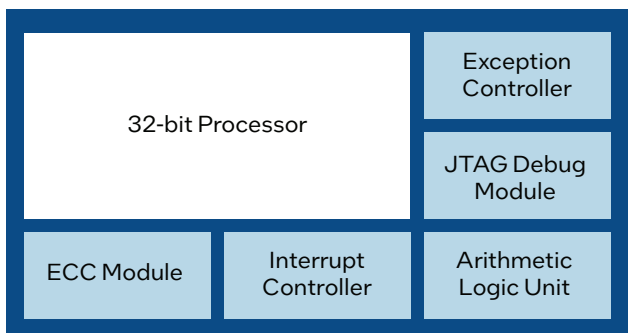 32-bit Processor
Exception
Controller
JTAG Debug
Module
ECC Module
Interrupt
Controller
Arithmetic
Logic Unit